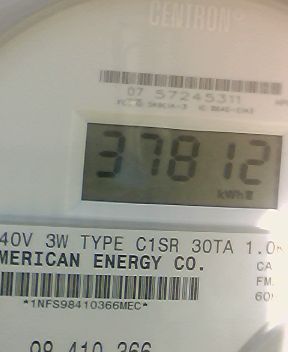 CENTRON®
07 57245311
37812
kWh
40V 3W TYPE C1SR 30TA 1.0
MERICAN ENERGY CO.
CA
FM
60
*1NFS98410366MEC*
98 410 366